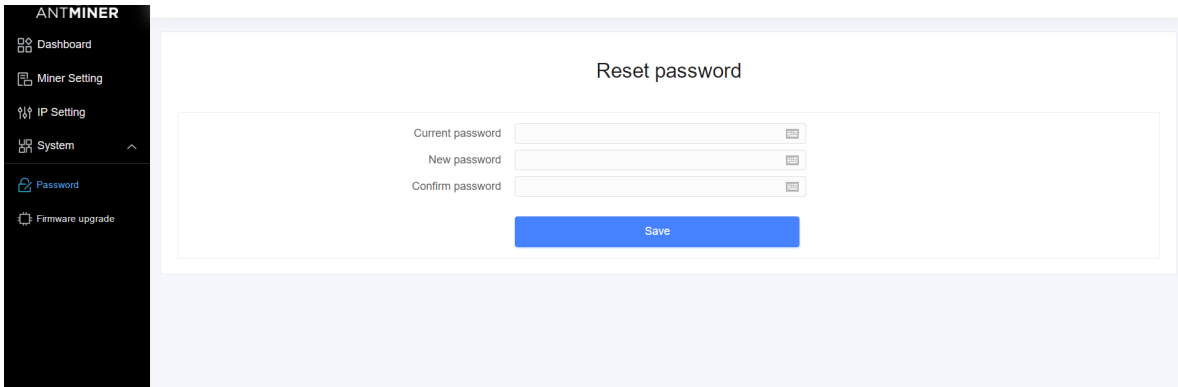 ANTMINER
Dashboard
Miner Setting
IP Setting
System
Password
Firmware upgrade
Reset password
Current password
New password
Confirm password
Save